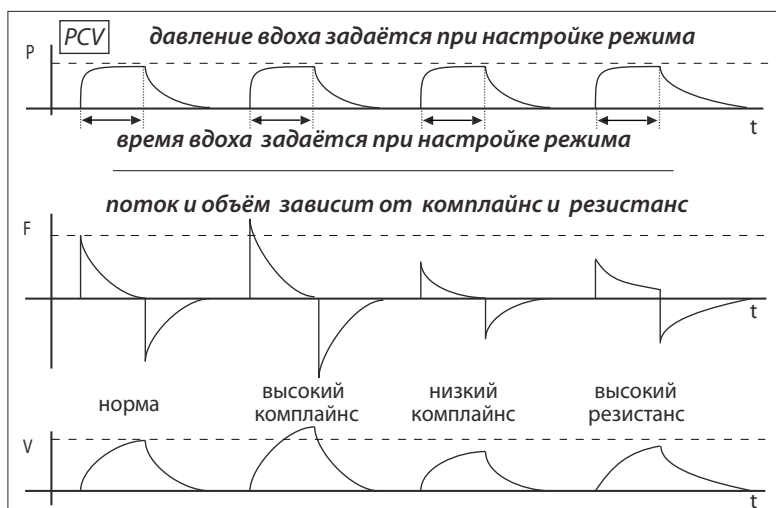 PCV давление вдоха задаётся при настройке режима
P
t
время вдоха задаётся при настройке режима
поток и объём зависит от комплайнс и резистанс
F
t
норма
высокий комплайнс
низкий комплайнс
высокий резистанс
V
t